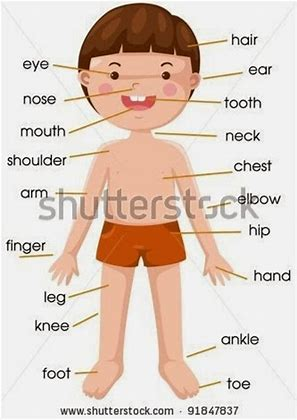 hair
eye
ear
nose
tooth
mouth
neck
shoulder
chest
arm
elbow
shutterstock
hip
finger
hand
leg
knee
ankle
foot
toe
www.shutterstock.com · 91847837